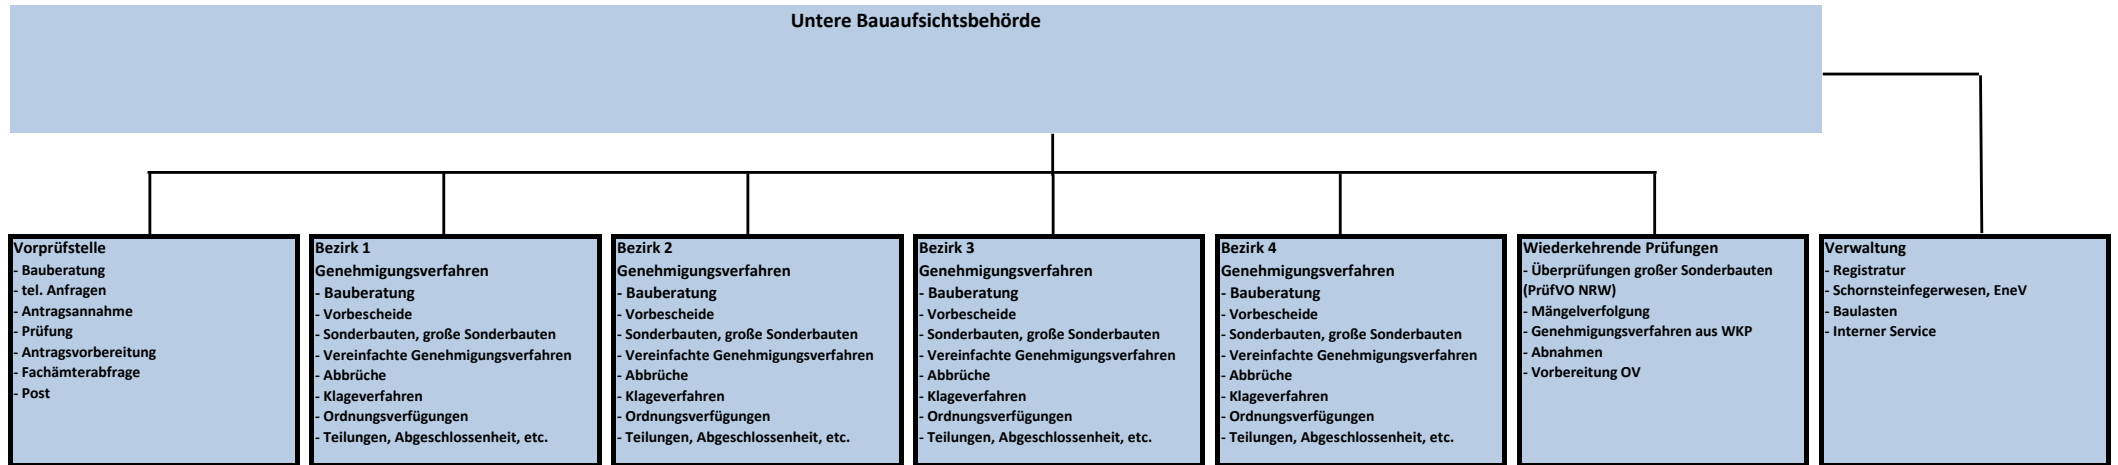 Untere Bauaufsichtsbehörde
Vorprüfstelle
- Bauberatung
- tel. Anfragen
- Antragsannahme
- Prüfung
- Antragsvorbereitung
- Fachämterabfrage
- Post
Bezirk 1
Genehmigungsverfahren
- Bauberatung
- Vorbescheide
- Sonderbauten, große Sonderbauten
- Vereinfachte Genehmigungsverfahren
- Abbrüche
- Klageverfahren
- Ordnungsverfügungen
- Teilungen, Abgeschlossenheit, etc.
Bezirk 2
Genehmigungsverfahren
- Bauberatung
- Vorbescheide
- Sonderbauten, große Sonderbauten
- Vereinfachte Genehmigungsverfahren
- Abbrüche
- Klageverfahren
- Ordnungsverfügungen
- Teilungen, Abgeschlossenheit, etc.
Bezirk 3
Genehmigungsverfahren
- Bauberatung
- Vorbescheide
- Sonderbauten, große Sonderbauten
- Vereinfachte Genehmigungsverfahren
- Abbrüche
- Klageverfahren
- Ordnungsverfügungen
- Teilungen, Abgeschlossenheit, etc.
Bezirk 4
Genehmigungsverfahren
- Bauberatung
- Vorbescheide
- Sonderbauten, große Sonderbauten
- Vereinfachte Genehmigungsverfahren
- Abbrüche
- Klageverfahren
- Ordnungsverfügungen
- Teilungen, Abgeschlossenheit, etc.
Wiederkehrende Prüfungen
- Überprüfungen großer Sonderbauten
(PrüfVO NRW)
- Mängelverfolgung
- Genehmigungsverfahren aus WKP
- Abnahmen
- Vorbereitung OV
Verwaltung
- Registratur
- Schornsteinfegerwesen, EneV
- Baulasten
- Interner Service